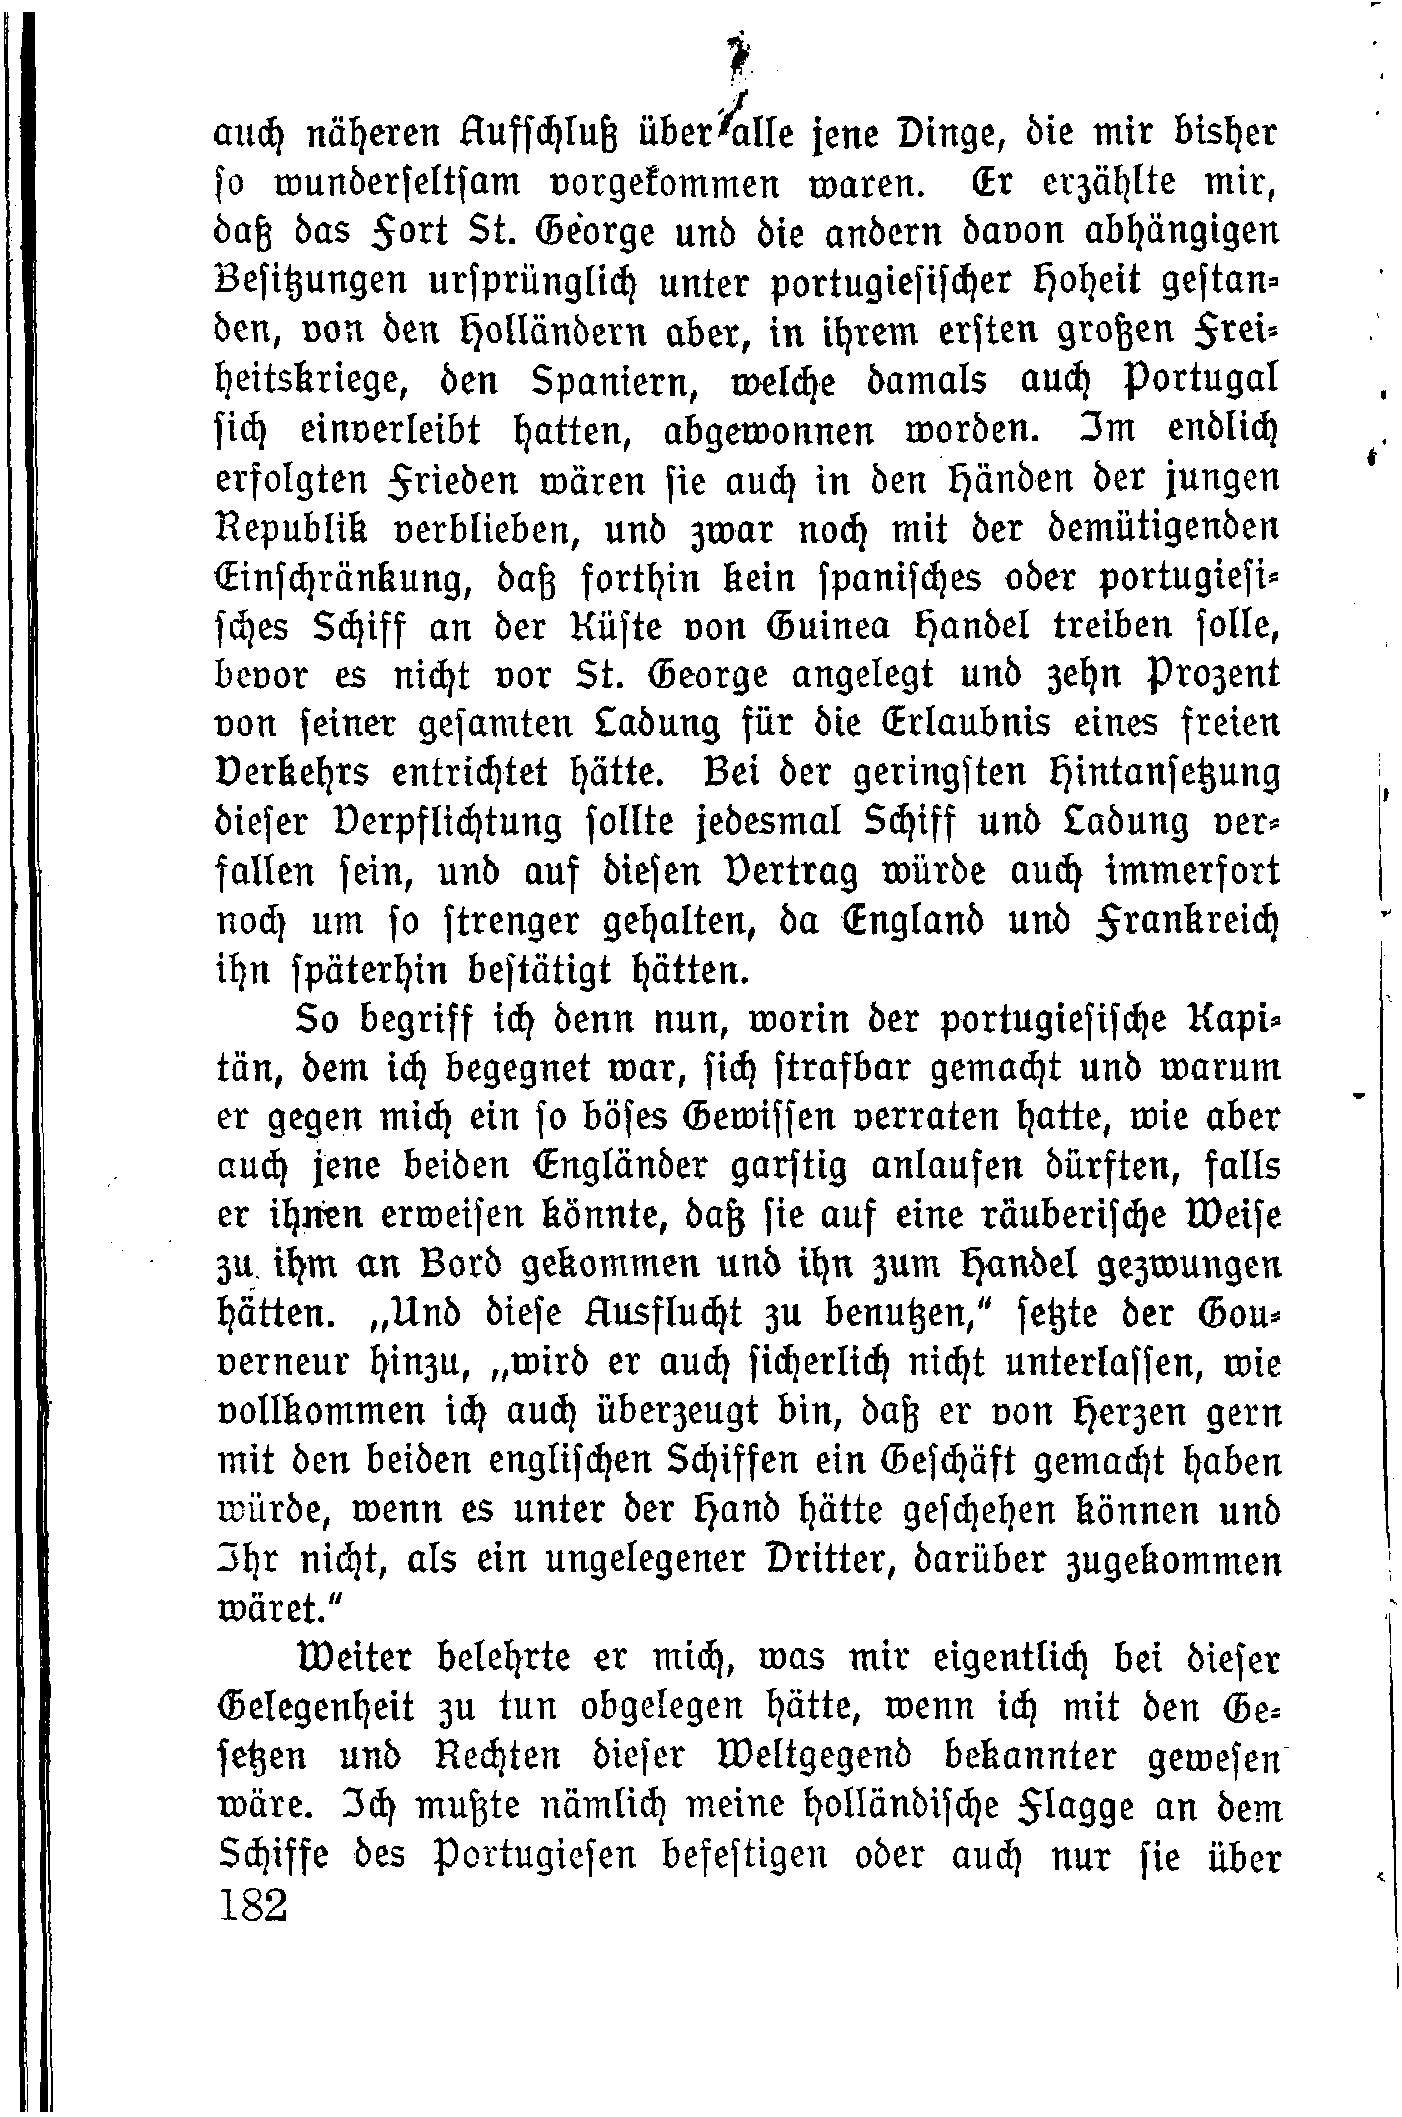 auch näheren Aufschluß über alle jene Dinge, die mir bisher
so wunderseltsam vorgekommen waren. Er erzählte mir,
daß das Fort St. George und die andern davon abhängigen
Besitzungen ursprünglich unter portugiesischer Hoheit gestan-
den, von den Holländern aber, in ihrem ersten großen Frei-
heitskriege, den Spaniern, welche damals auch Portugal
sich einverleibt hatten, abgewonnen worden. Im endlich
erfolgten Frieden wären sie auch in den Händen der jungen
Republik verblieben, und zwar noch mit der demütigenden
Einschränkung, daß forthin kein spanisches oder portugiesi-
sches Schiff an der Küste von Guinea Handel treiben solle,
bevor es nicht vor St. George angelegt und zehn Prozent
von seiner gesamten Ladung für die Erlaubnis eines freien
Verkehrs entrichtet hätte. Bei der geringsten Hintansetzung
dieser Verpflichtung sollte jedesmal Schiff und Ladung ver-
fallen sein, und auf diesen Vertrag würde auch immerfort
noch um so strenger gehalten, da England und Frankreich
ihn späterhin bestätigt hätten.
So begriff ich denn nun, worin der portugiesische Kapi-
tän, dem ich begegnet war, sich strafbar gemacht und warum
er gegen mich ein so böses Gewissen verraten hatte, wie aber
auch jene beiden Engländer garstig anlaufen dürften, falls
er ihnen erweisen könnte, daß sie auf eine räuberische Weise
zu ihm an Bord gekommen und ihn zum Handel gezwungen
hätten. „Und diese Ausflucht zu benutzen,“ setzte der Gou-
verneur hinzu, „wird er auch sicherlich nicht unterlassen, wie
vollkommen ich auch überzeugt bin, daß er von Herzen gern
mit den beiden englischen Schiffen ein Geschäft gemacht haben
würde, wenn es unter der Hand hätte geschehen können und
Ihr nicht, als ein ungelegener Dritter, darüber zugekommen
wäret.“
Weiter belehrte er mich, was mir eigentlich bei dieser
Gelegenheit zu tun obgelegen hätte, wenn ich mit den Ge-
setzen und Rechten dieser Weltgegend bekannter gewesen
wäre. Ich mußte nämlich meine holländische Flagge an dem
Schiffe des Portugiesen befestigen oder auch nur sie über
182